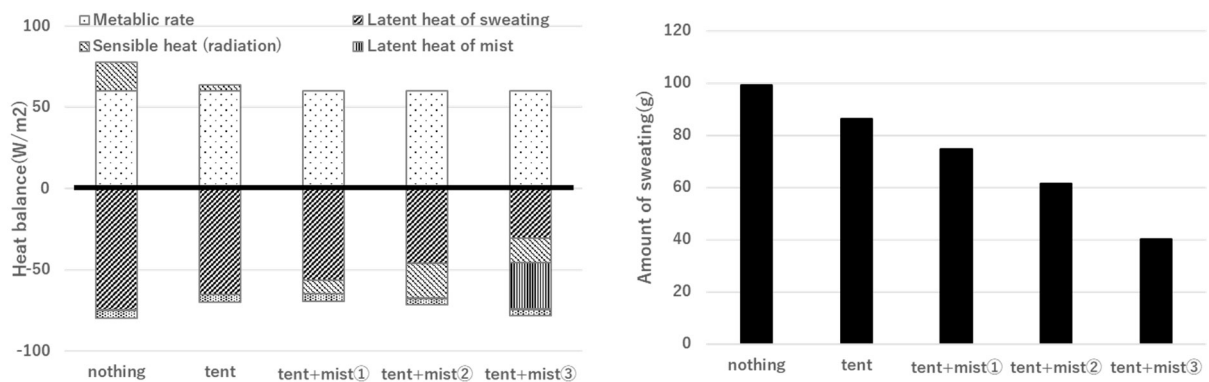 100
Metablic rate
Latent heat of sweating
Sensible heat (radiation)
Latent heat of mist
50
0
-50
-100
Heat balance(W/m2)
nothing
tent
tent+mist①
tent+mist②
tent+mist③
120
100
80
60
40
20
0
Amount of sweating(g)
nothing
tent
tent+mist①
tent+mist②
tent+mist③